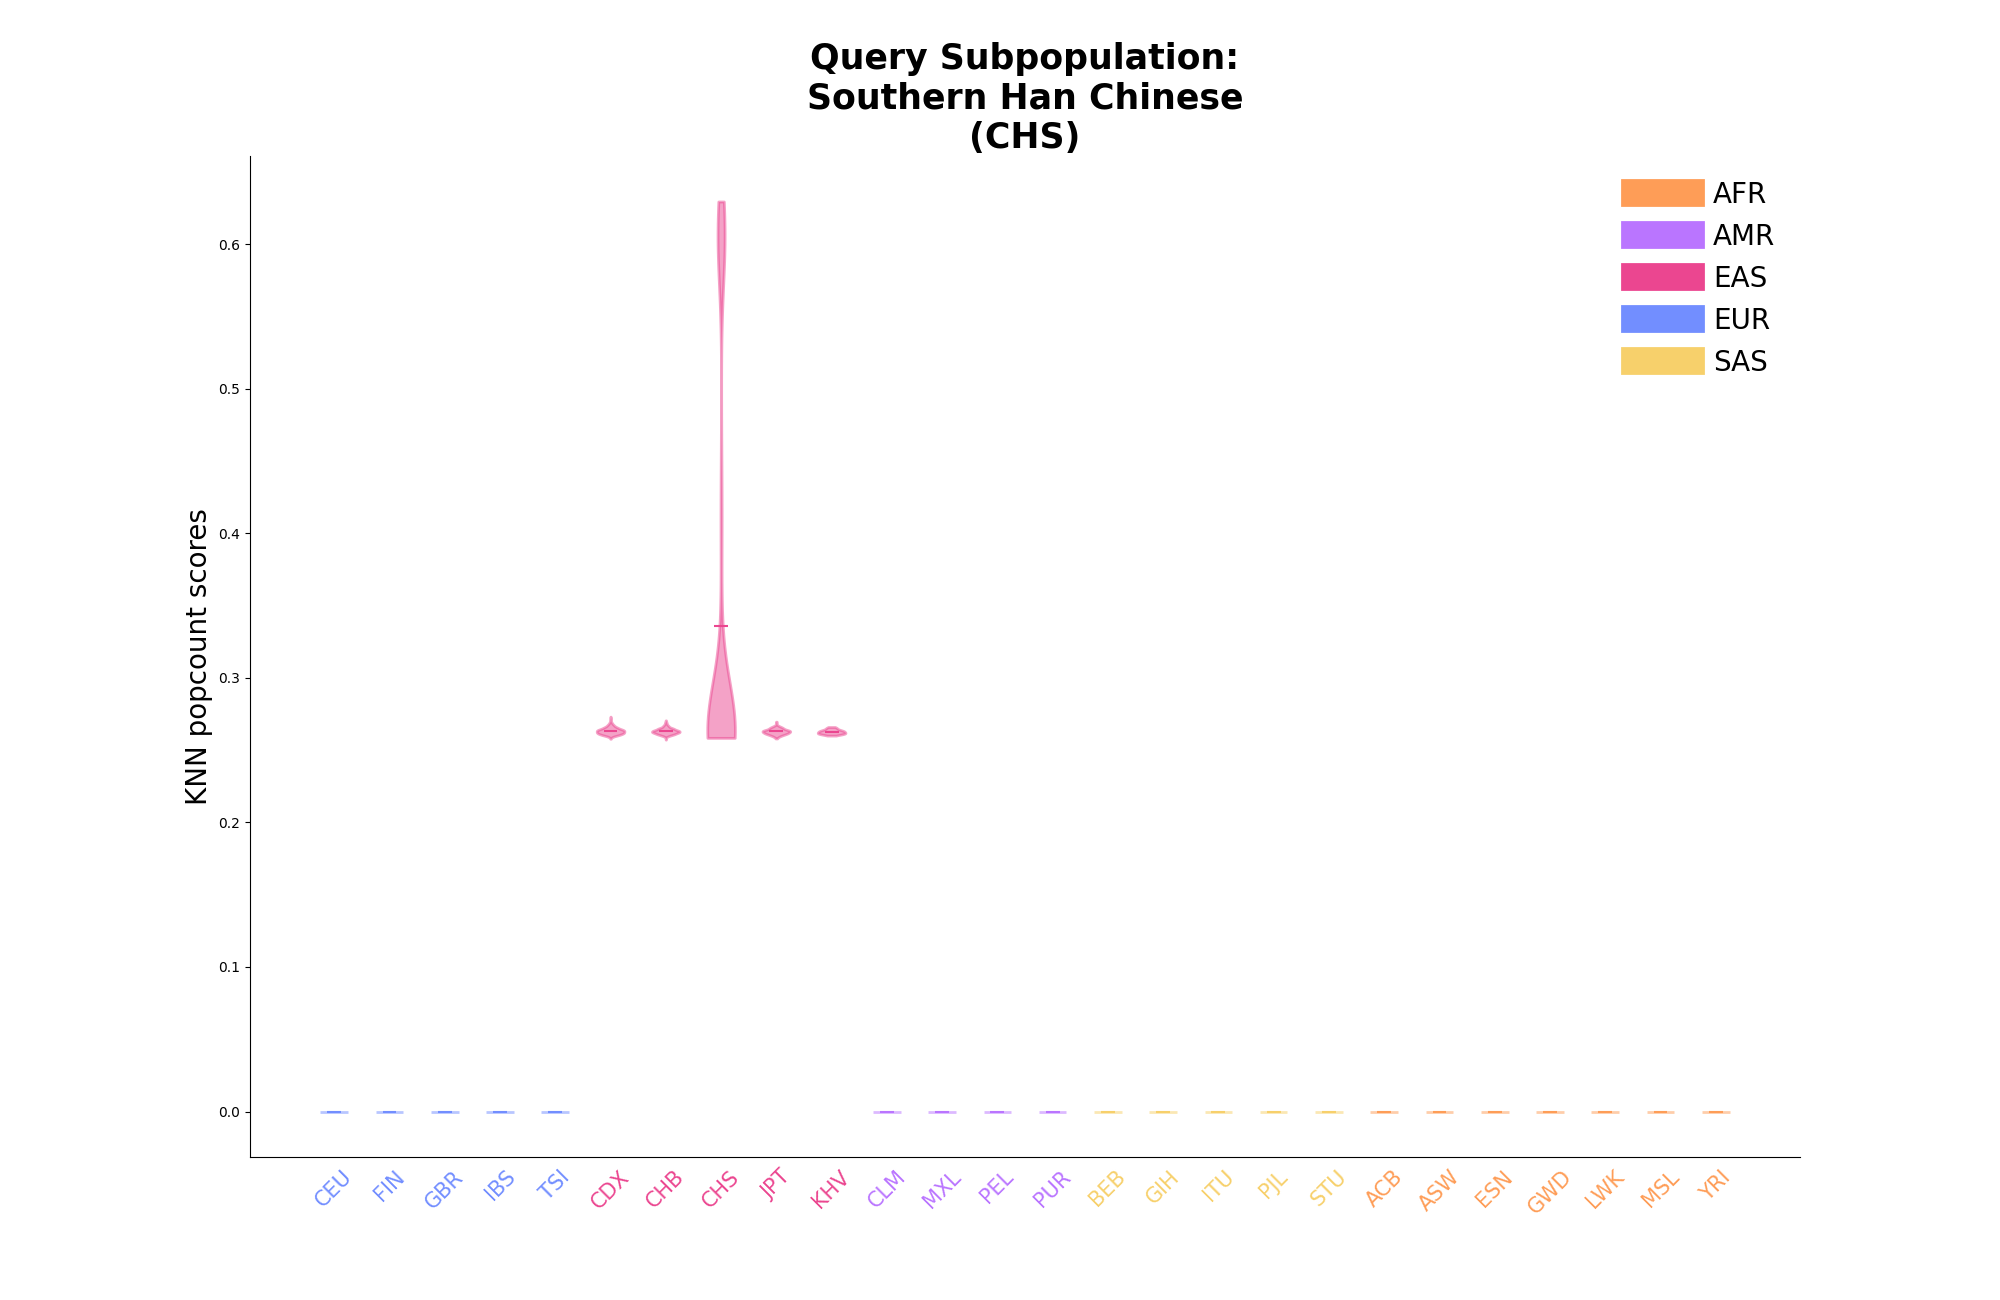 Query Subpopulation:
Southern Han Chinese
(CHS)
AFR
AMR
EAS
EUR
SAS
KNN popcount scores
0.6
0.5
0.4
0.3
0.2
0.1
0.0
CEU FIN GBR IBS TSI CDX CHB CHS JPT KHV CLM MXL PEL PUR BEB GIH ITU PJL STU ACB ASW ESN GWD LWK MSL YRI